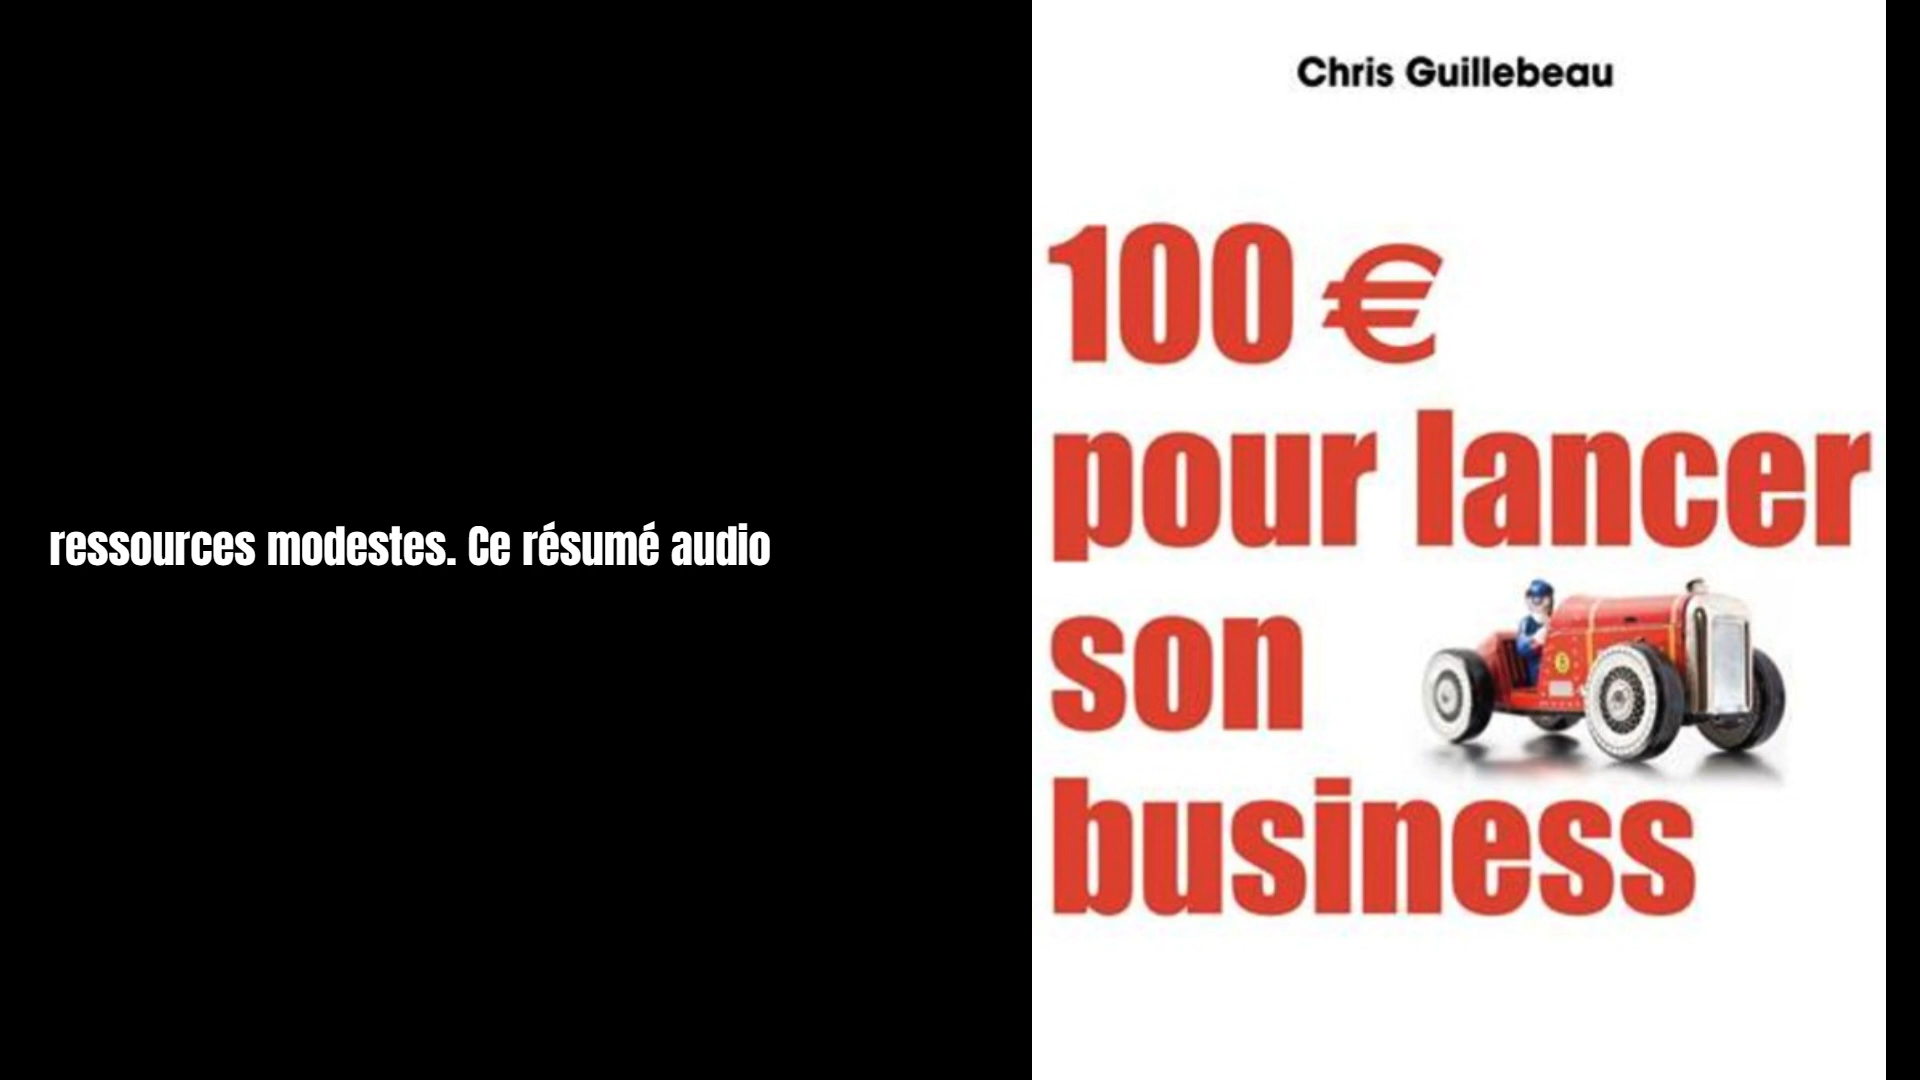 ressources modestes. Ce résumé audio
Chris Guillebeau
100 €
pour lancer
son
business